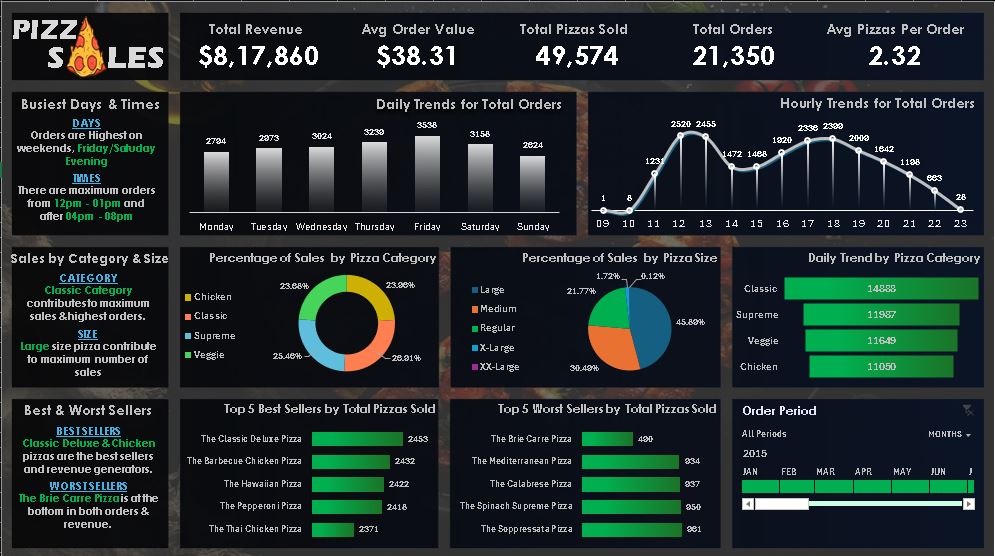 PIZZ
S LES
Total Revenue
$8,17,860
Avg Order Value
$38.31
Total Pizzas Sold
49,574
Total Orders
21,350
Avg Pizzas Per Order
2.32
Busiest Days & Times
DAYS
Orders are Highest on
weekends, Friday/Satuday
Evening
TIMES
There are maximum orders
from 12pm - 01pm and
after 04pm - 08pm
Daily Trends for Total Orders
2794 2973 3024 3239 3538 3158 2624
Monday Tuesday Wednesday Thursday Friday Saturday Sunday
Hourly Trends for Total Orders
1 8 1231 2520 2455 1472 1468 1920 2336 2399 2009 1642 1198 663 28
09 10 11 12 13 14 15 16 17 18 19 20 21 22 23
Sales by Category & Size
CATEGORY
Classic Category
contributes to maximum
sales & highest orders.
SIZE
Large size pizza contribute
to maximum number of
sales
Percentage of Sales by Pizza Category
Chicken
Classic
Supreme
Veggie
23.68%
23.96%
25.46%
26.91%
Percentage of Sales by Pizza Size
Large
Medium
Regular
X-Large
XX-Large
1.72%
0.12%
21.77%
45.89%
30.49%
Daily Trend by Pizza Category
Classic 14888
Supreme 11987
Veggie 11649
Chicken 11050
Best & Worst Sellers
BESTSELLERS
Classic Deluxe & Chicken
pizzas are the best sellers
and revenue generators.
WORSTSELLERS
The Brie Carre Pizza is at the
bottom in both orders &
revenue.
Top 5 Best Sellers by Total Pizzas Sold
The Classic Deluxe Pizza 2453
The Barbecue Chicken Pizza 2432
The Hawaiian Pizza 2422
The Pepperoni Pizza 2418
The Thai Chicken Pizza 2371
Top 5 Worst Sellers by Total Pizzas Sold
The Brie Carre Pizza 490
The Mediterranean Pizza 934
The Calabrese Pizza 937
The Spinach Supreme Pizza 950
The Soppressata Pizza 961
Order Period
All Periods
MONTHS
2015
JAN FEB MAR APR MAY JUN J